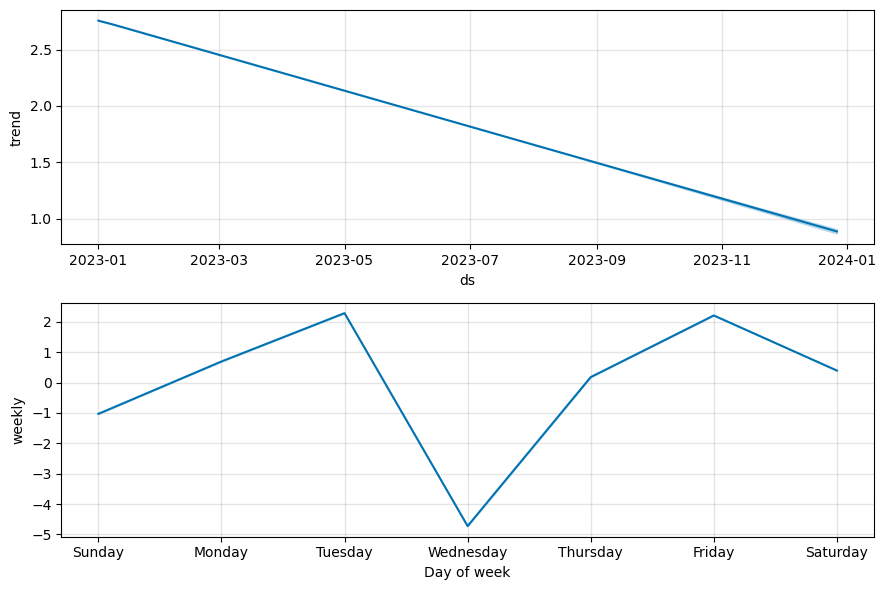 trend
2.5
2.0
1.5
1.0
2023-01 2023-03 2023-05 2023-07 2023-09 2023-11 2024-01
ds
weekly
2
1
0
−1
−2
−3
−4
−5
Sunday Monday Tuesday Wednesday Thursday Friday Saturday
Day of week